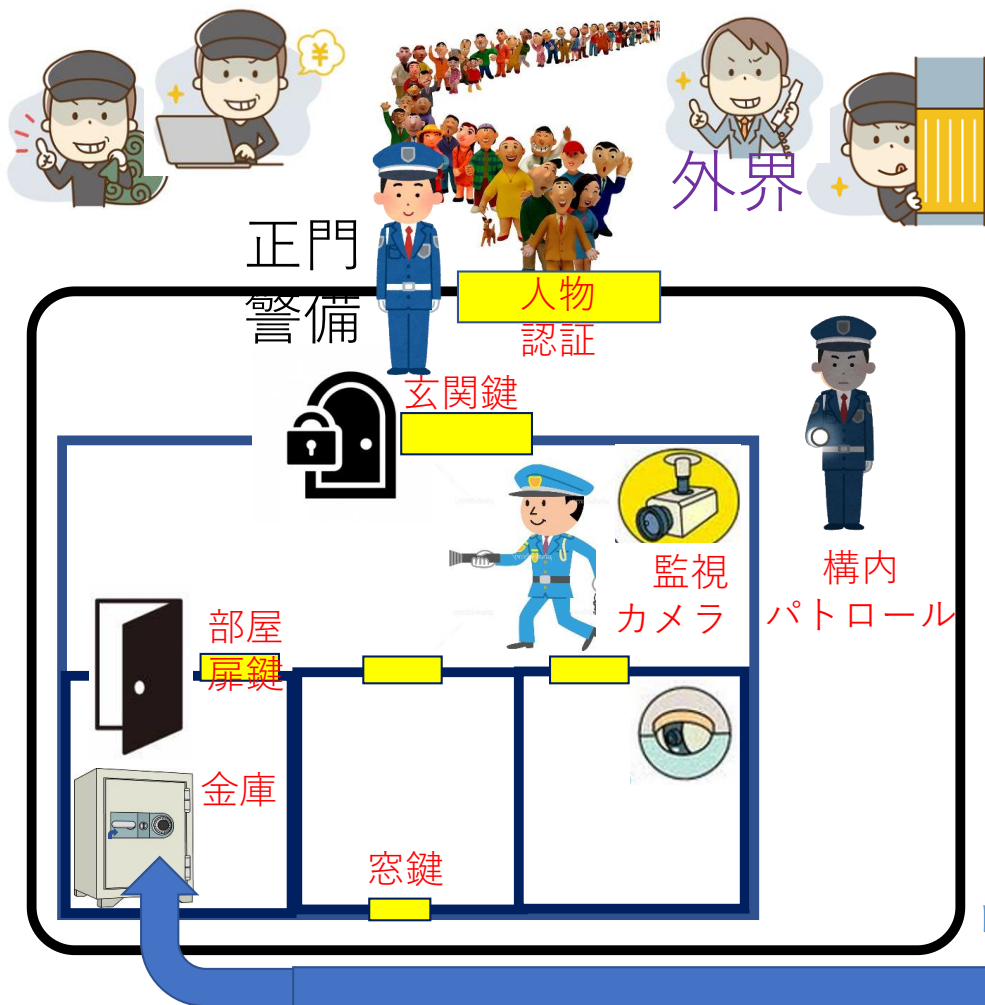 ¥
外界
正門
警備
人物
認証
玄関鍵
監視
カメラ
構内
パトロール
部屋
扉鍵
金庫
窓鍵